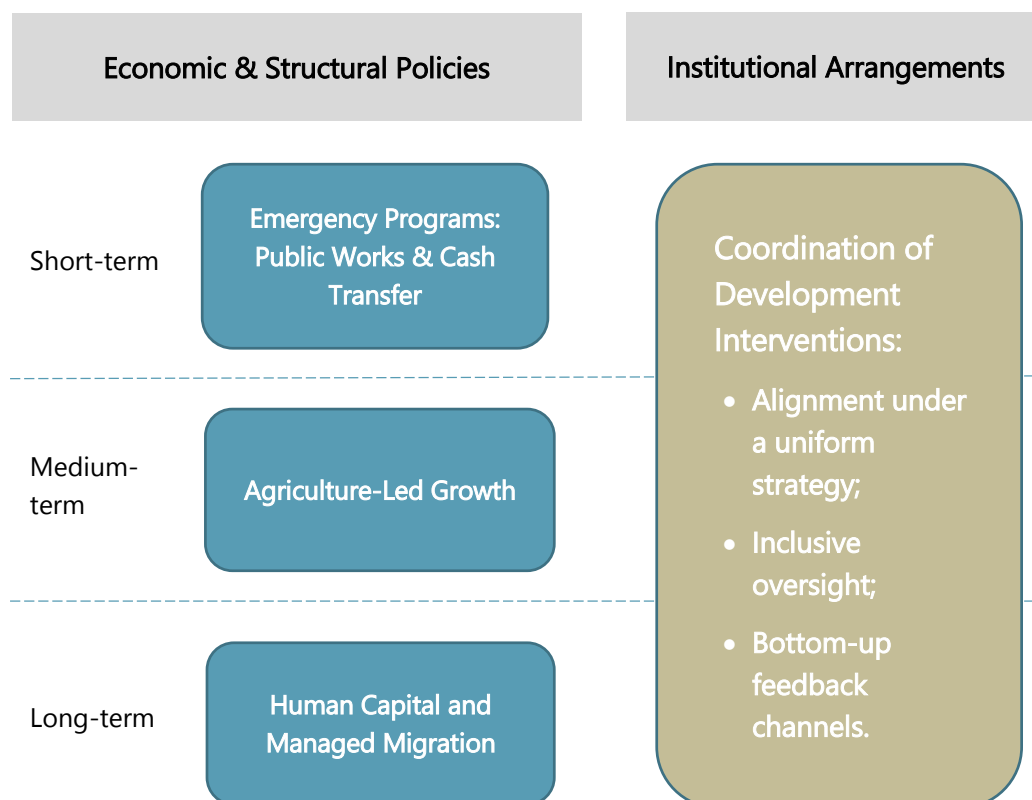 Economic & Structural Policies
Institutional Arrangements
Short-term
Emergency Programs:
Public Works & Cash
Transfer
Medium-
term
Agriculture-Led Growth
Long-term
Human Capital and
Managed Migration
Coordination of
Development
Interventions:
• Alignment under
a uniform
strategy;
• Inclusive
oversight;
• Bottom-up
feedback
channels.